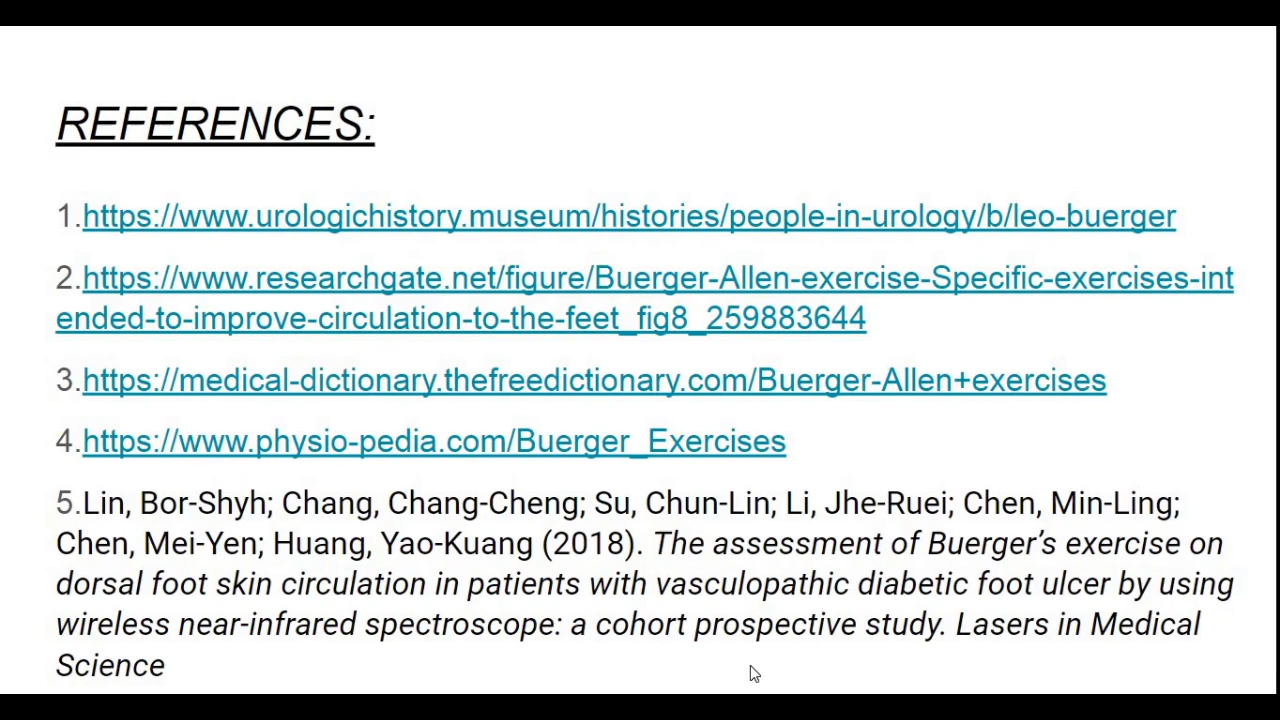 REFERENCES:
1.https://www.urologichistory.museum/histories/people-in-urology/b/leo-buerger
2.https://www.researchgate.net/figure/Buerger-Allen-exercise-Specific-exercises-int
ended-to-improve-circulation-to-the-feet_fig8_259883644
3.https://medical-dictionary.thefreedictionary.com/Buerger-Allen+exercises
4.https://www.physio-pedia.com/Buerger_Exercises
5.Lin, Bor-Shyh; Chang, Chang-Cheng; Su, Chun-Lin; Li, Jhe-Ruei; Chen, Min-Ling;
Chen, Mei-Yen; Huang, Yao-Kuang (2018). The assessment of Buerger’s exercise on
dorsal foot skin circulation in patients with vasculopathic diabetic foot ulcer by using
wireless near-infrared spectroscope: a cohort prospective study. Lasers in Medical
Science